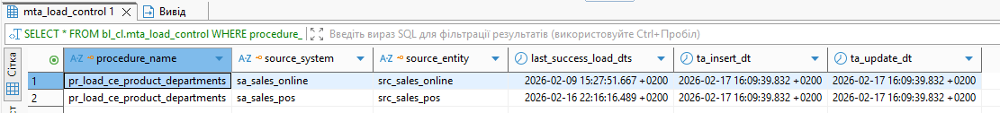 mta_load_control 1 Вивід
SELECT * FROM bl_cl.mta_load_control WHERE procedure_ Введіть вираз SQL для фільтрації результатів (використовуйте Ctrl+Пробіл)
Сітка
A-Z procedure_name A-Z source_system A-Z source_entity last_success_load_dts ta_insert_dt ta_update_dt
1 pr_load_ce_product_departments sa_sales_online src_sales_online 2026-02-09 15:27:51.667 +0200 2026-02-17 16:09:39.832 +0200 2026-02-17 16:09:39.832 +0200
2 pr_load_ce_product_departments sa_sales_pos src_sales_pos 2026-02-16 22:16:16.489 +0200 2026-02-17 16:09:39.832 +0200 2026-02-17 16:09:39.832 +0200